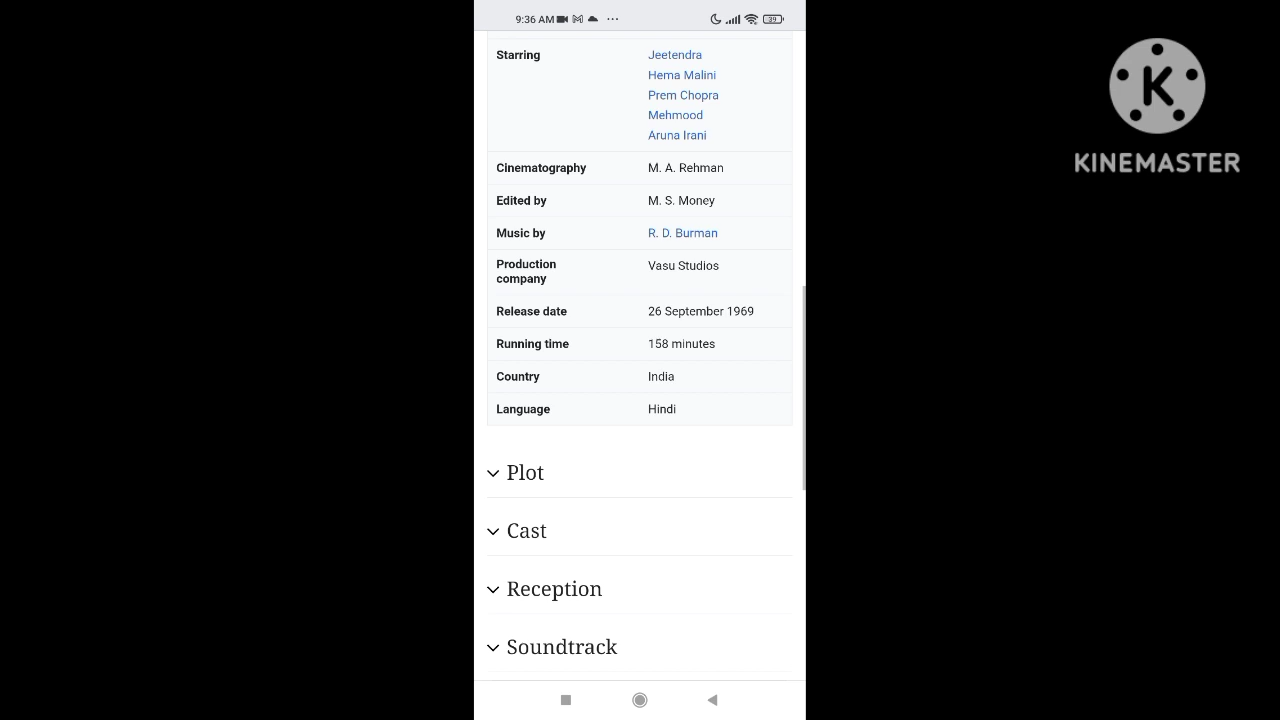 9:36 AM
39
Starring Jeetendra
Hema Malini
Prem Chopra
Mehmood
Aruna Irani
Cinematography M. A. Rehman
Edited by M. S. Money
Music by R. D. Burman
Production company Vasu Studios
Release date 26 September 1969
Running time 158 minutes
Country India
Language Hindi
Plot
Cast
Reception
Soundtrack
K
KINEMASTER